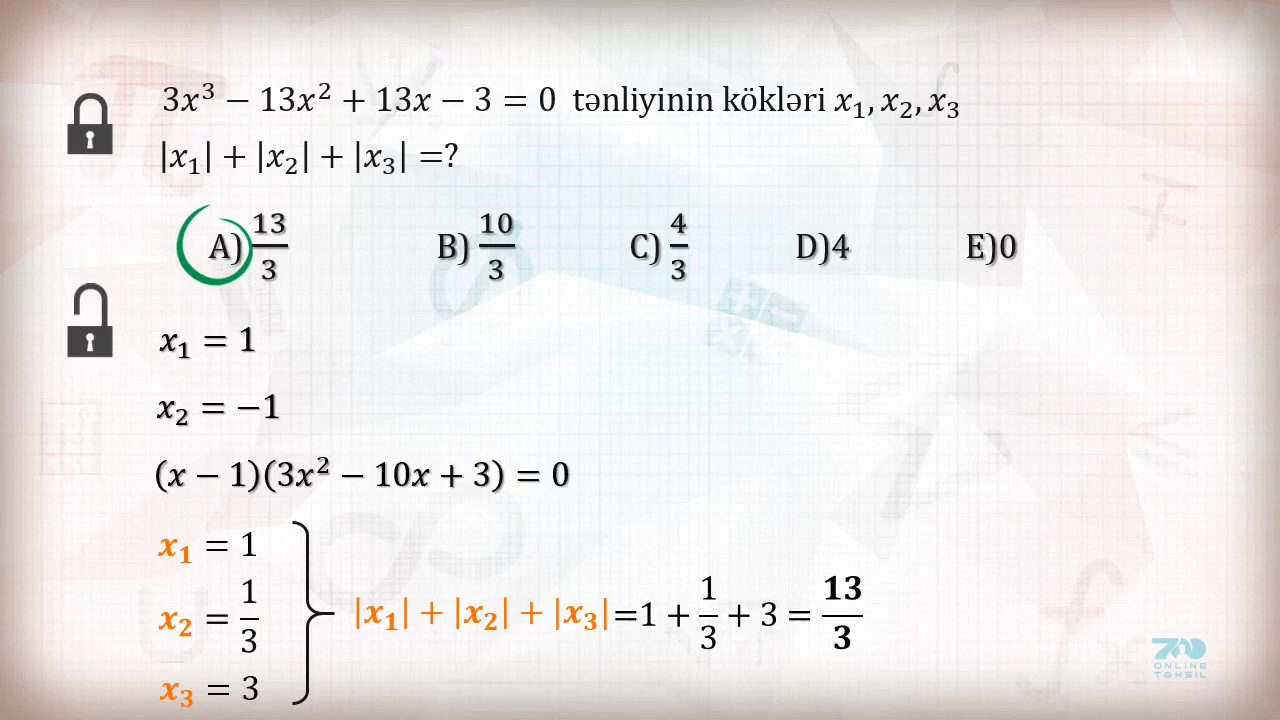 3x³ − 13x² + 13x − 3 = 0 tənliyinin kökləri x₁, x₂, x₃
|x₁| + |x₂| + |x₃| =?
A) 13/3 B) 10/3 C) 4/3 D)4 E)0
x₁ = 1
x₂ = −1
(x − 1)(3x² − 10x + 3) = 0
x₁ = 1
x₂ = 1/3
x₃ = 3
|x₁| + |x₂| + |x₃|=1 + 1/3 + 3 = 13/3
ONLINE
TƏHSİL